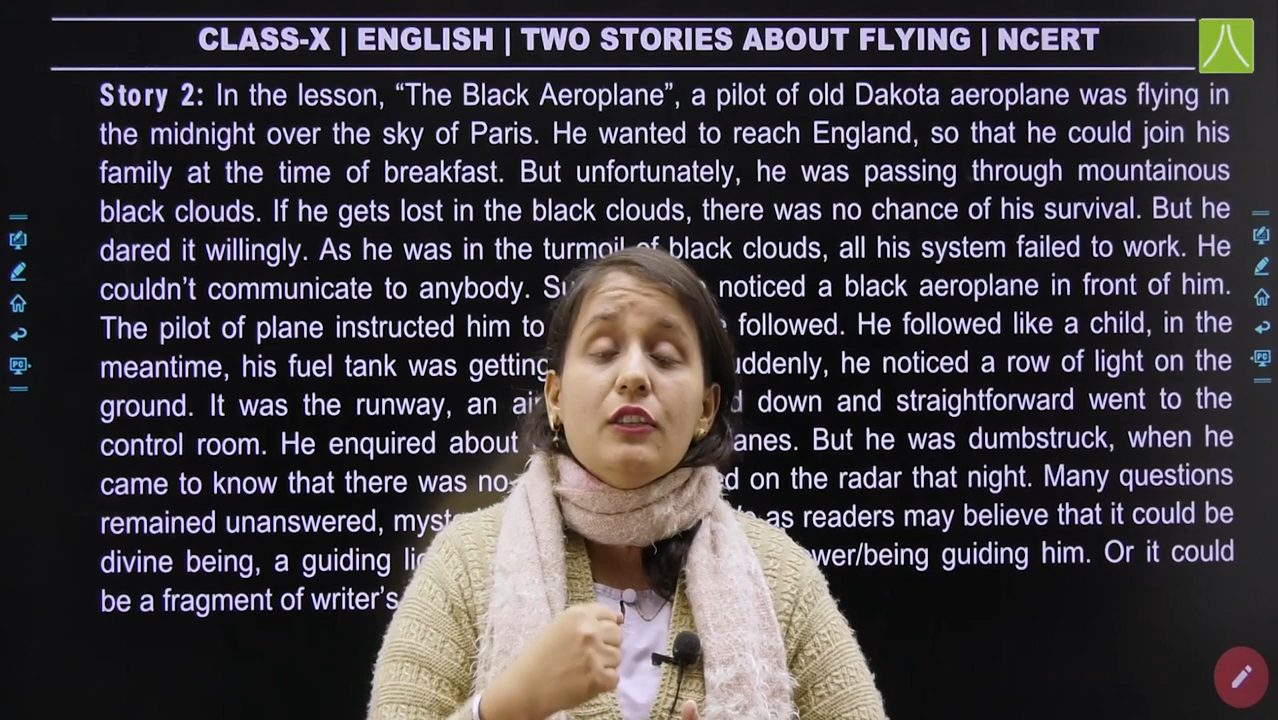 CLASS-X | ENGLISH | TWO STORIES ABOUT FLYING | NCERT
Story 2: In the lesson, “The Black Aeroplane”, a pilot of old Dakota aeroplane was flying in
the midnight over the sky of Paris. He wanted to reach England, so that he could join his
family at the time of breakfast. But unfortunately, he was passing through mountainous
black clouds. If he gets lost in the black clouds, there was no chance of his survival. But he
dared it willingly. As he was in the turmoil of black clouds, all his system failed to work. He
couldn’t communicate to anybody. noticed a black aeroplane in front of him.
The pilot of plane instructed him to followed. He followed like a child, in the
meantime, his fuel tank was getting he noticed a row of light on the
ground. It was the runway, an down and straightforward went to the
control room. He enquired about But he was dumbstruck, when he
came to know that there was no on the radar that night. Many questions
remained unanswered, as readers may believe that it could be
divine being, a guiding guiding him. Or it could
be a fragment of writer’s
PC
PC